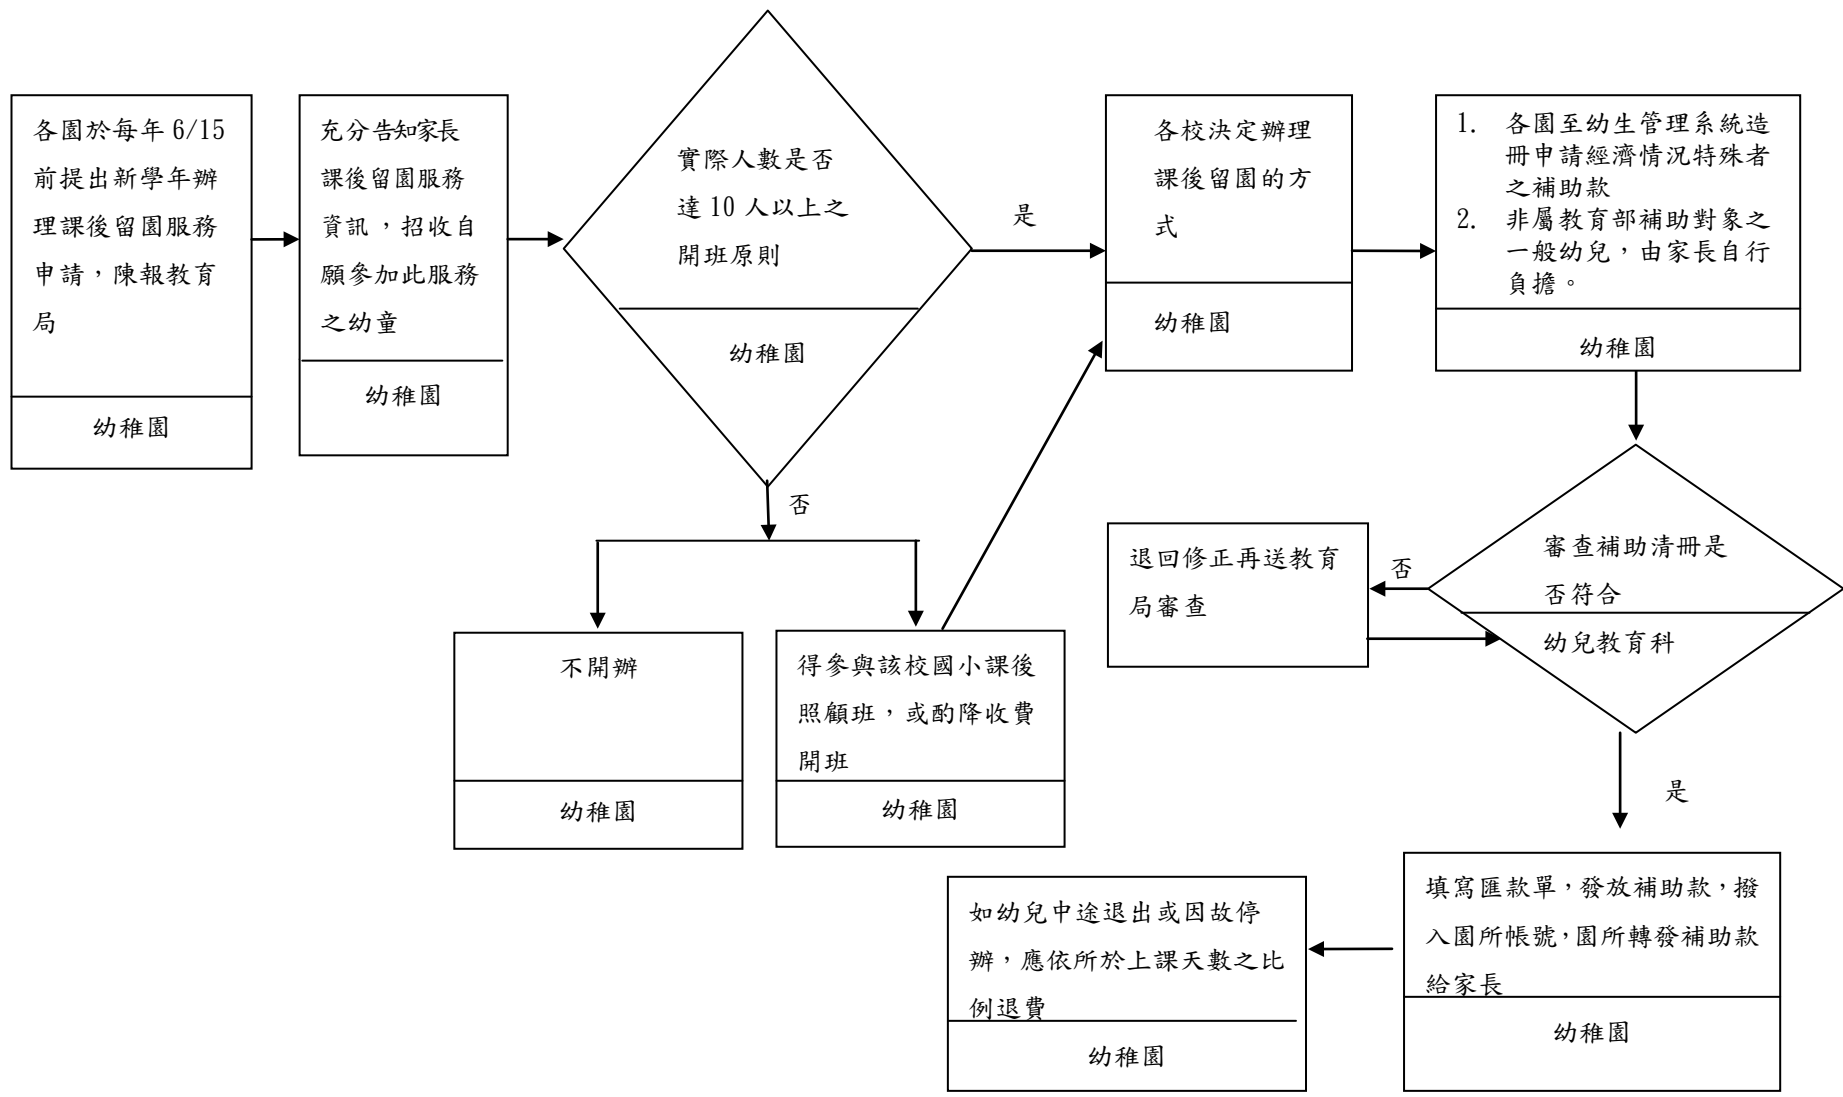 各園於每年 6/15
前提出新學年辦
理課後留園服務
申請，陳報教育
局
幼稚園
充分告知家長
課後留園服務
資訊，招收自
願參加此服務
之幼童
幼稚園
實際人數是否
達 10 人以上之
開班原則
幼稚園
是
否
各校決定辦理
課後留園的方
式
幼稚園
1. 各園至幼生管理系統造
冊申請經濟情況特殊者
之補助款
2. 非屬教育部補助對象之
一般幼兒，由家長自行
負擔。
幼稚園
不開辦
幼稚園
得參與該校國小課後
照顧班，或酌降收費
開班
幼稚園
退回修正再送教育
局審查
否
審查補助清冊是
否符合
幼兒教育科
是
填寫匯款單，發放補助款，撥
入園所帳號，園所轉發補助款
給家長
幼稚園
如幼兒中途退出或因故停
辦，應依所於上課天數之比
例退費
幼稚園